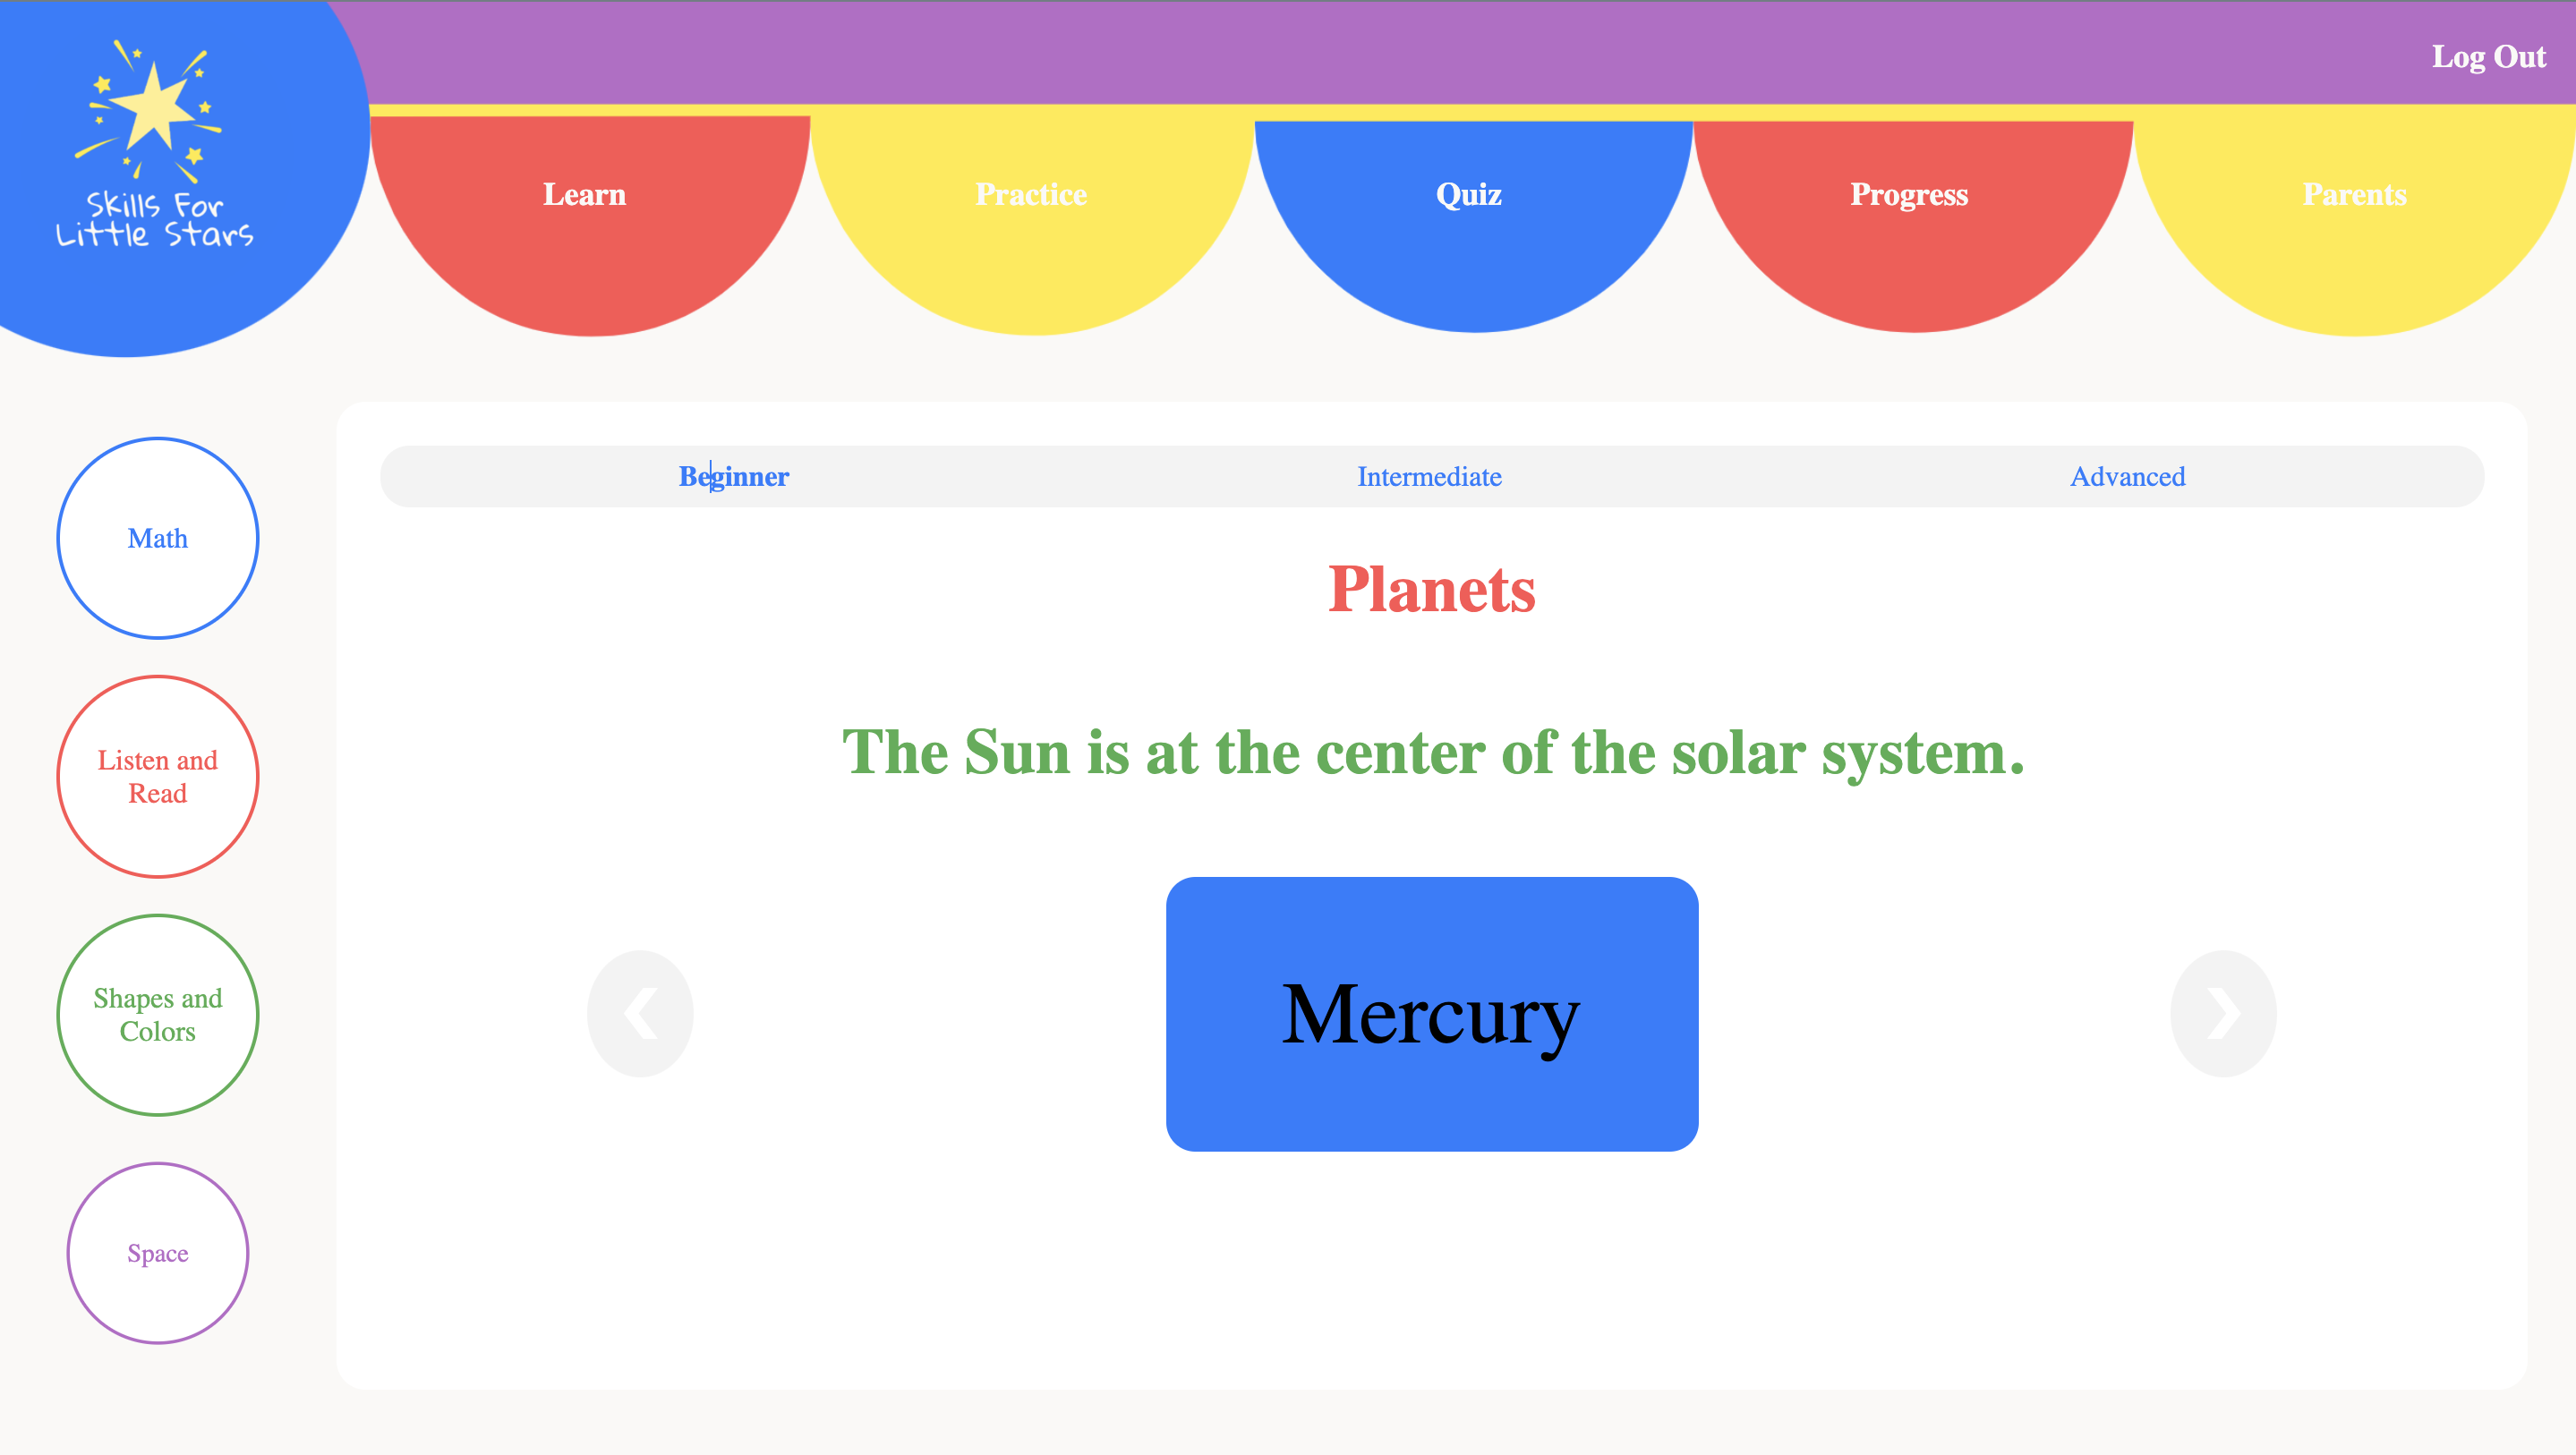 Log Out
Skills For
Little Stars
Learn
Practice
Quiz
Progress
Parents
Math
Listen and
Read
Shapes and
Colors
Space
Beginner
Intermediate
Advanced
Planets
The Sun is at the center of the solar system.
Mercury